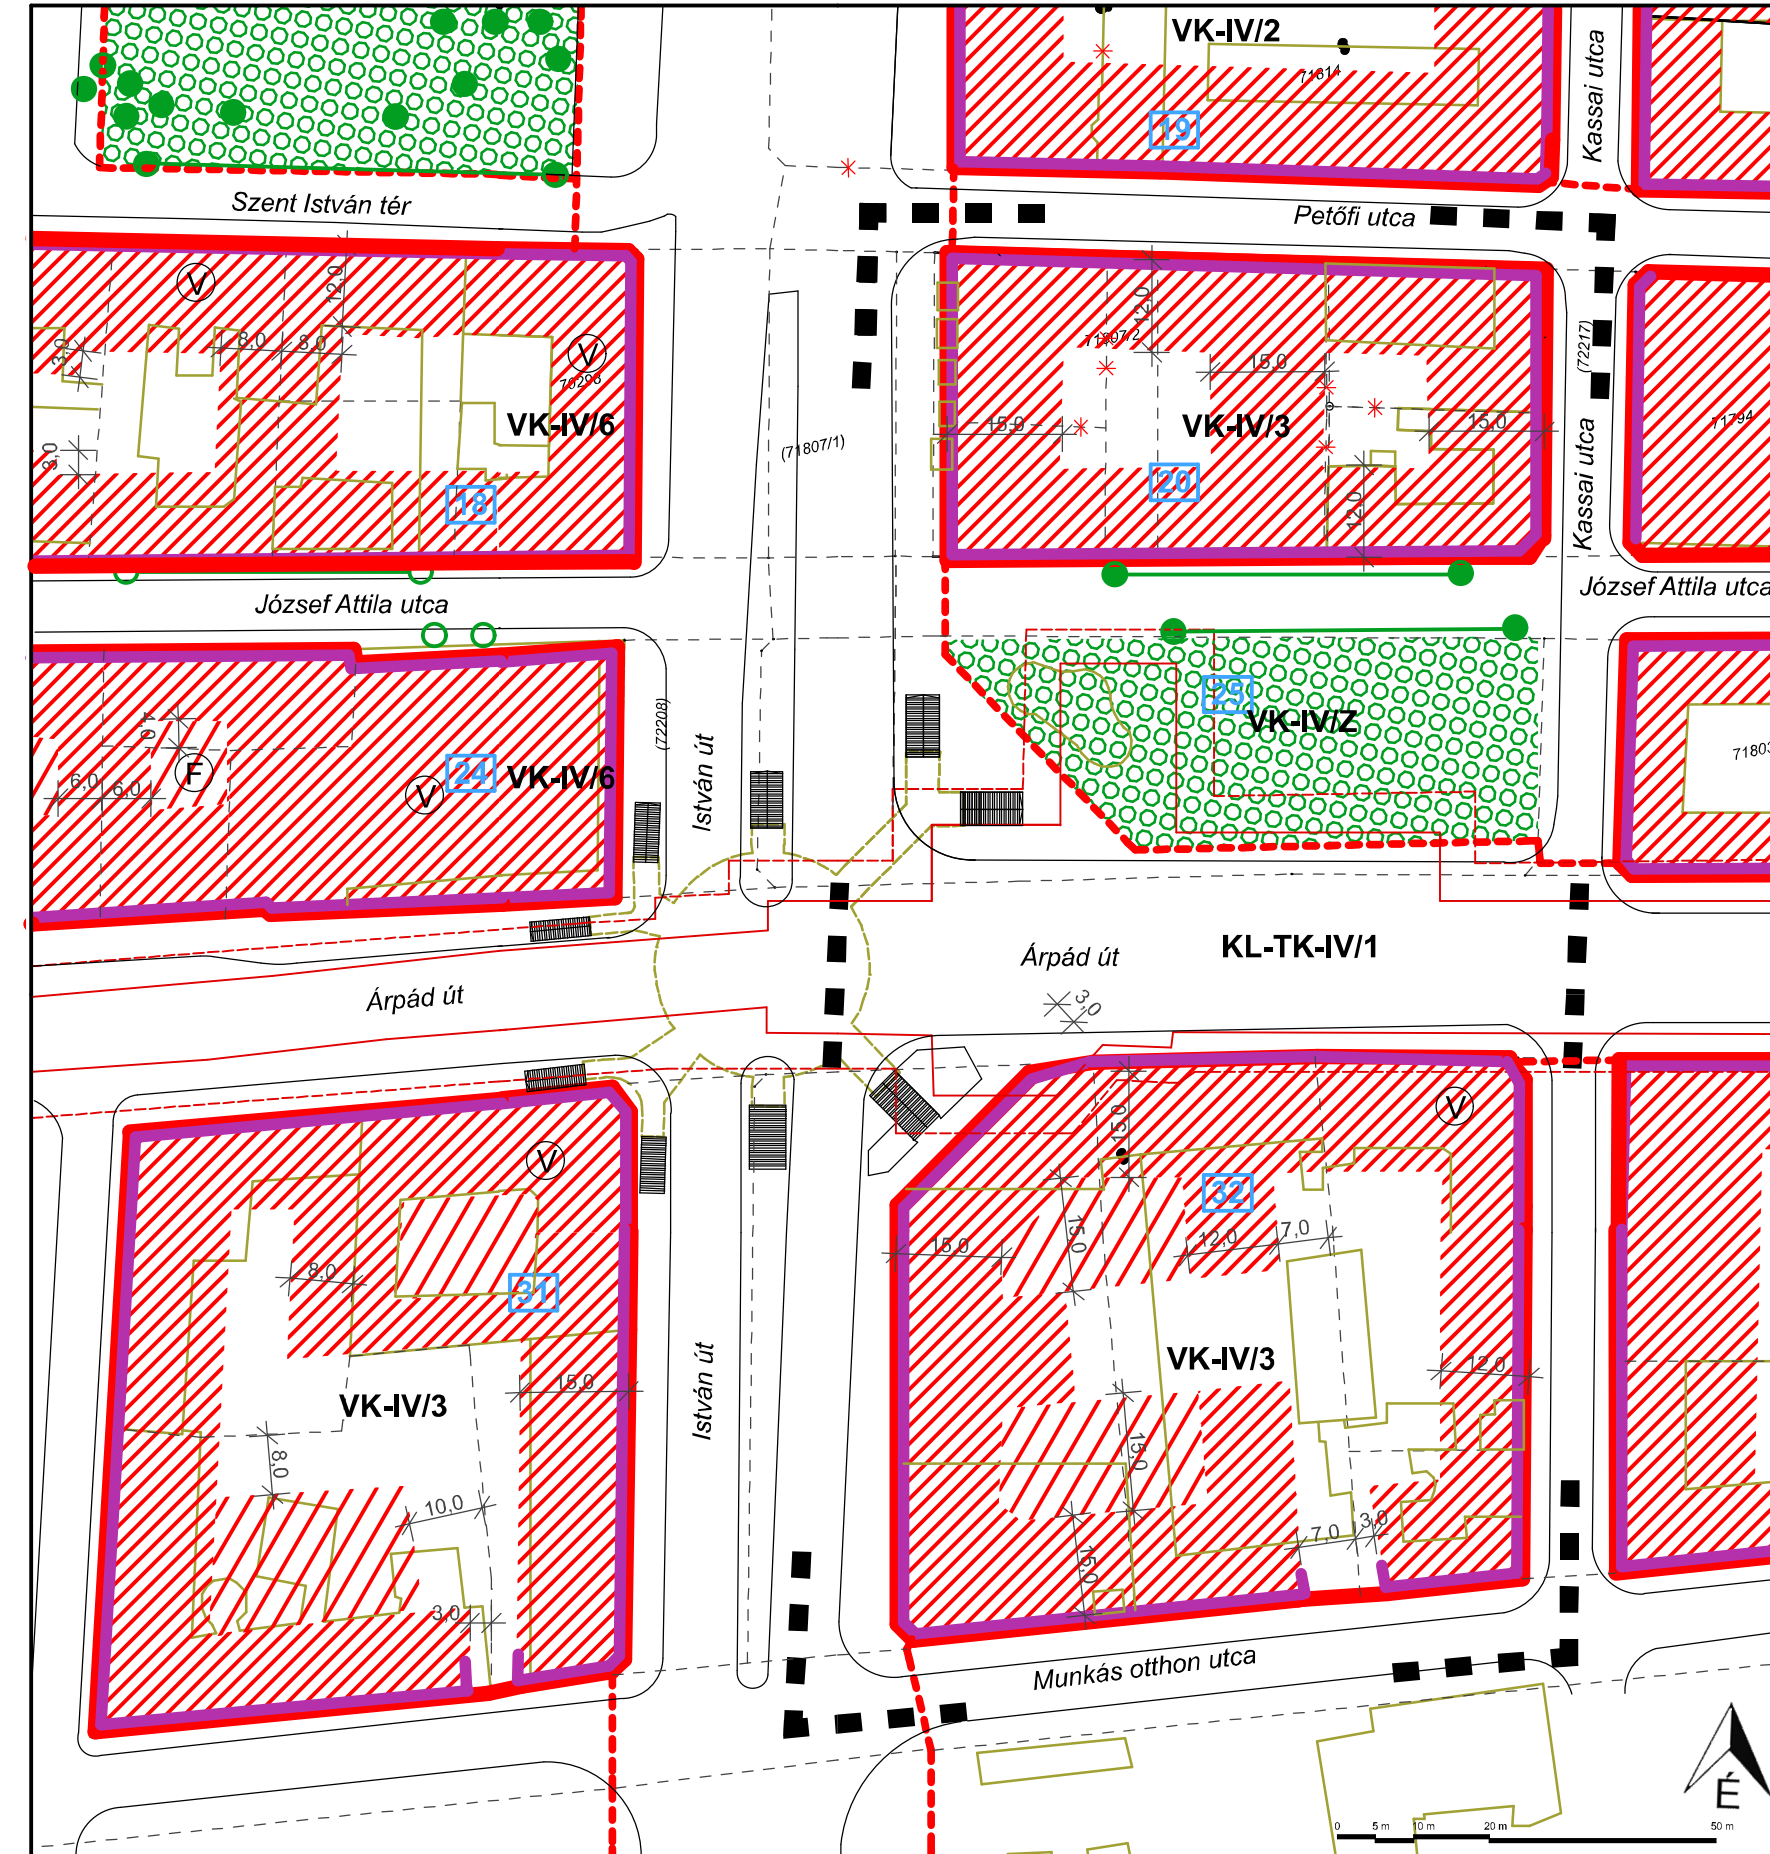 VK-IV/2
71814
19
Kassai utca
Szent István tér
Petőfi utca
V
12,0
8,0
8,0
3,0
V
70298
VK-IV/6
3,0
18
(71807/1)
12,0
15,0
15,0
VK-IV/3
15,0
20
12,0
(72217)
Kassai utca
71794
József Attila utca
József Attila utca
F
6,0
6,0
V
24
VK-IV/6
(72208)
István út
25
VK-IV/Z
71803
Árpád út
Árpád út
KL-TK-IV/1
3,0
V
8,0
31
15,0
VK-IV/3
8,0
10,0
3,0
István út
15,0
V
32
15,0
15,0
12,0
7,0
VK-IV/3
12,0
15,0
7,0
3,0
15,0
Munkás otthon utca
É
0 5 m 10 m 20 m 50 m